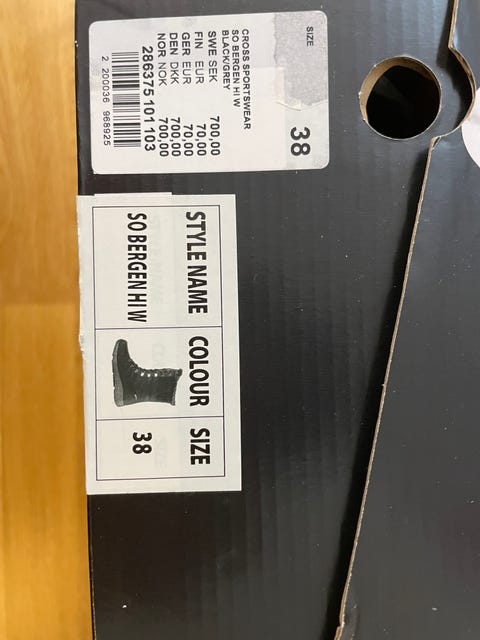 SIZE
38
CROSS SPORTSWEAR
SO BERGEN HI W
BLACK/GREY
SWE SEK 700,00
FIN EUR 70,00
GER EUR 70,00
DEN DKK 700,00
NOR NOK 700,00
286375 101 103
2 200036 968925
STYLE NAME COLOUR SIZE
SO BERGEN HI W 38